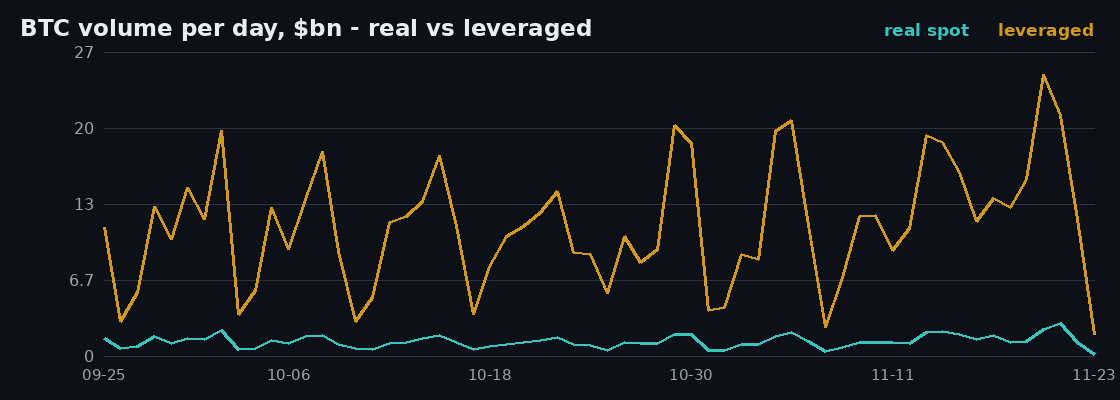 BTC volume per day, $bn - real vs leveraged
real spot leveraged
27
20
13
6.7
0
09-25 10-06 10-18 10-30 11-11 11-23